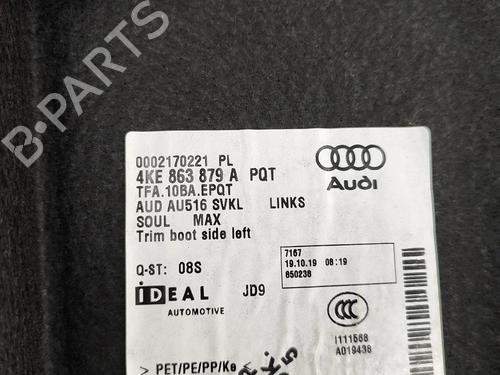 B-PARTS
0002170221 PL
4KE 863 879 A PQT
TFA.10BA.EPQT
AUD AU516 SVKL LINKS
SOUL MAX
Trim boot side left
Audi
Q-ST: 08S
7167
19.10.19 08:19
850238
IDEAL JD9
AUTOMOTIVE
CCC
I111568
A019438
> PET/PE/PP/Ke <